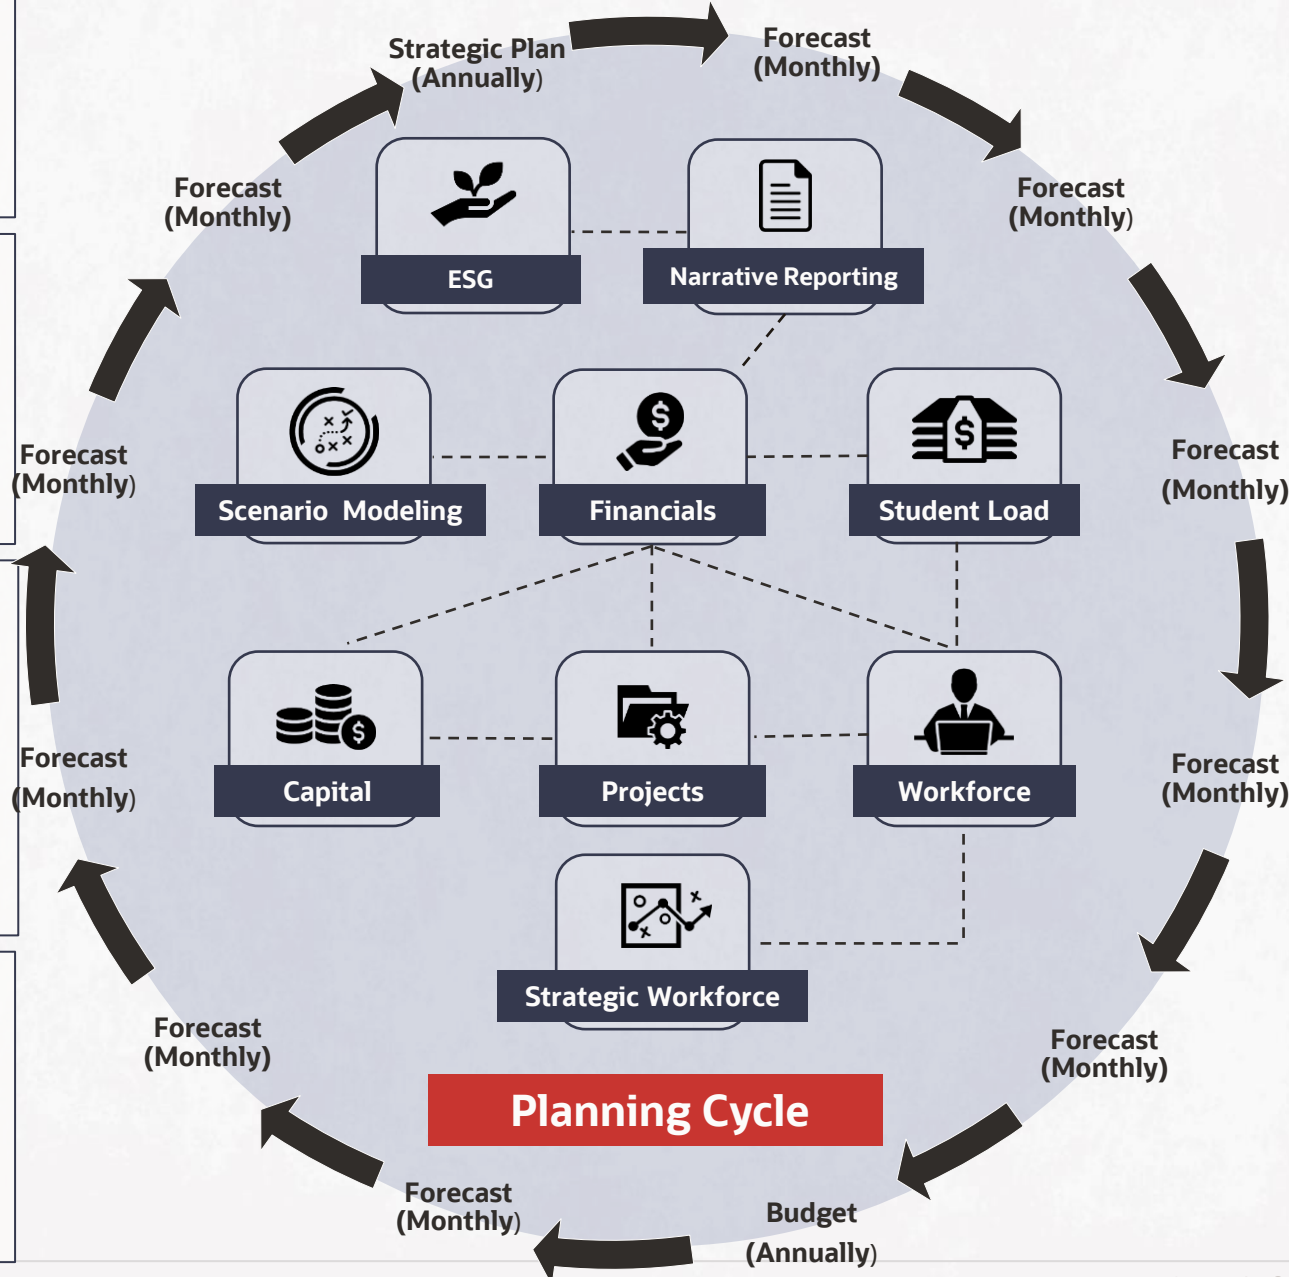 Strategic Plan
(Annually)
Forecast
(Monthly)
Forecast
(Monthly)
Forecast
(Monthly)
ESG
Narrative Reporting
Forecast
(Monthly)
Forecast
(Monthly)
Scenario Modeling
Financials
Student Load
Forecast
(Monthly)
Forecast
(Monthly)
Capital
Projects
Workforce
Strategic Workforce
Forecast
(Monthly)
Forecast
(Monthly)
Planning Cycle
Forecast
(Monthly)
Budget
(Annually)